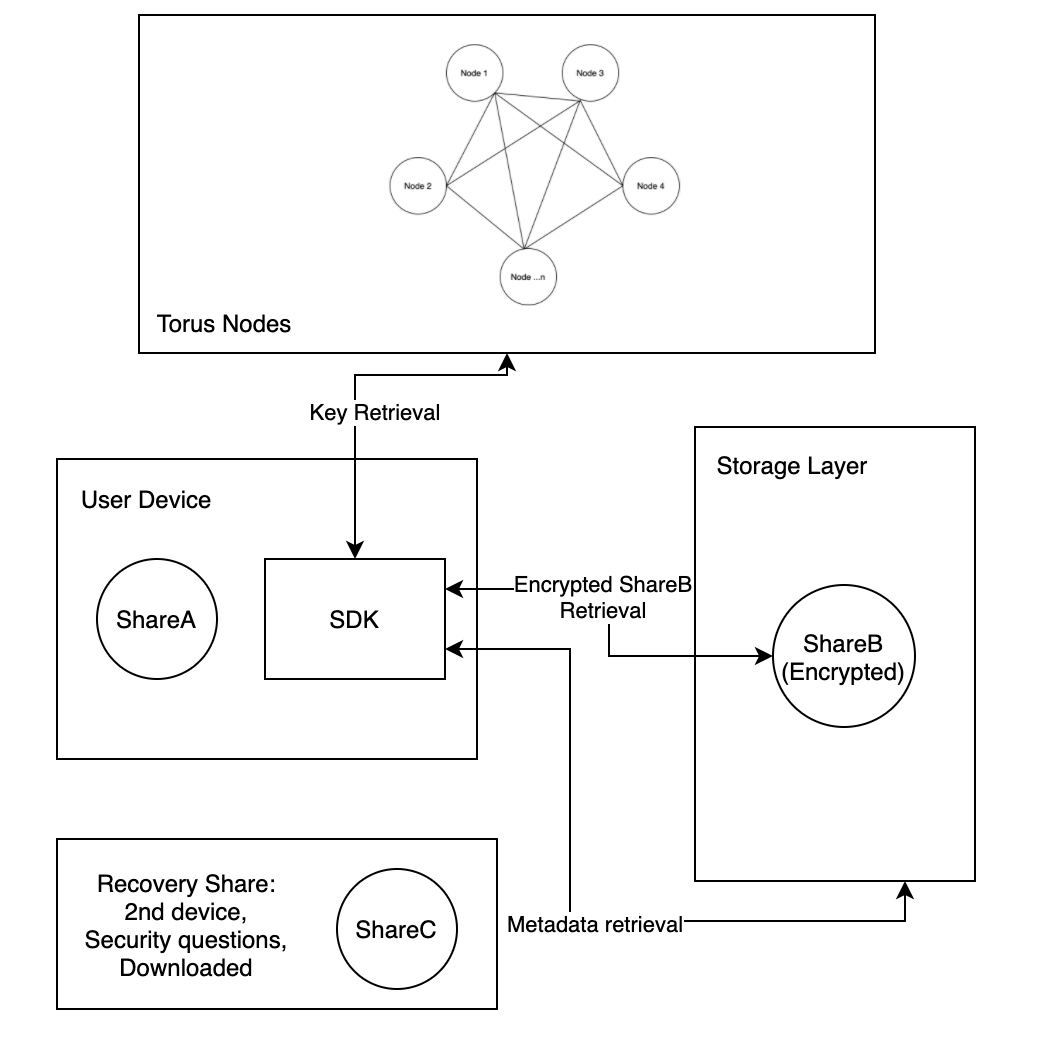 Node 1
Node 3
Node 2
Node 4
Node ...n
Torus Nodes
Key Retrieval
User Device
ShareA
SDK
Encrypted ShareB
Retrieval
Storage Layer
ShareB
(Encrypted)
Recovery Share:
2nd device,
Security questions,
Downloaded
ShareC
Metadata retrieval